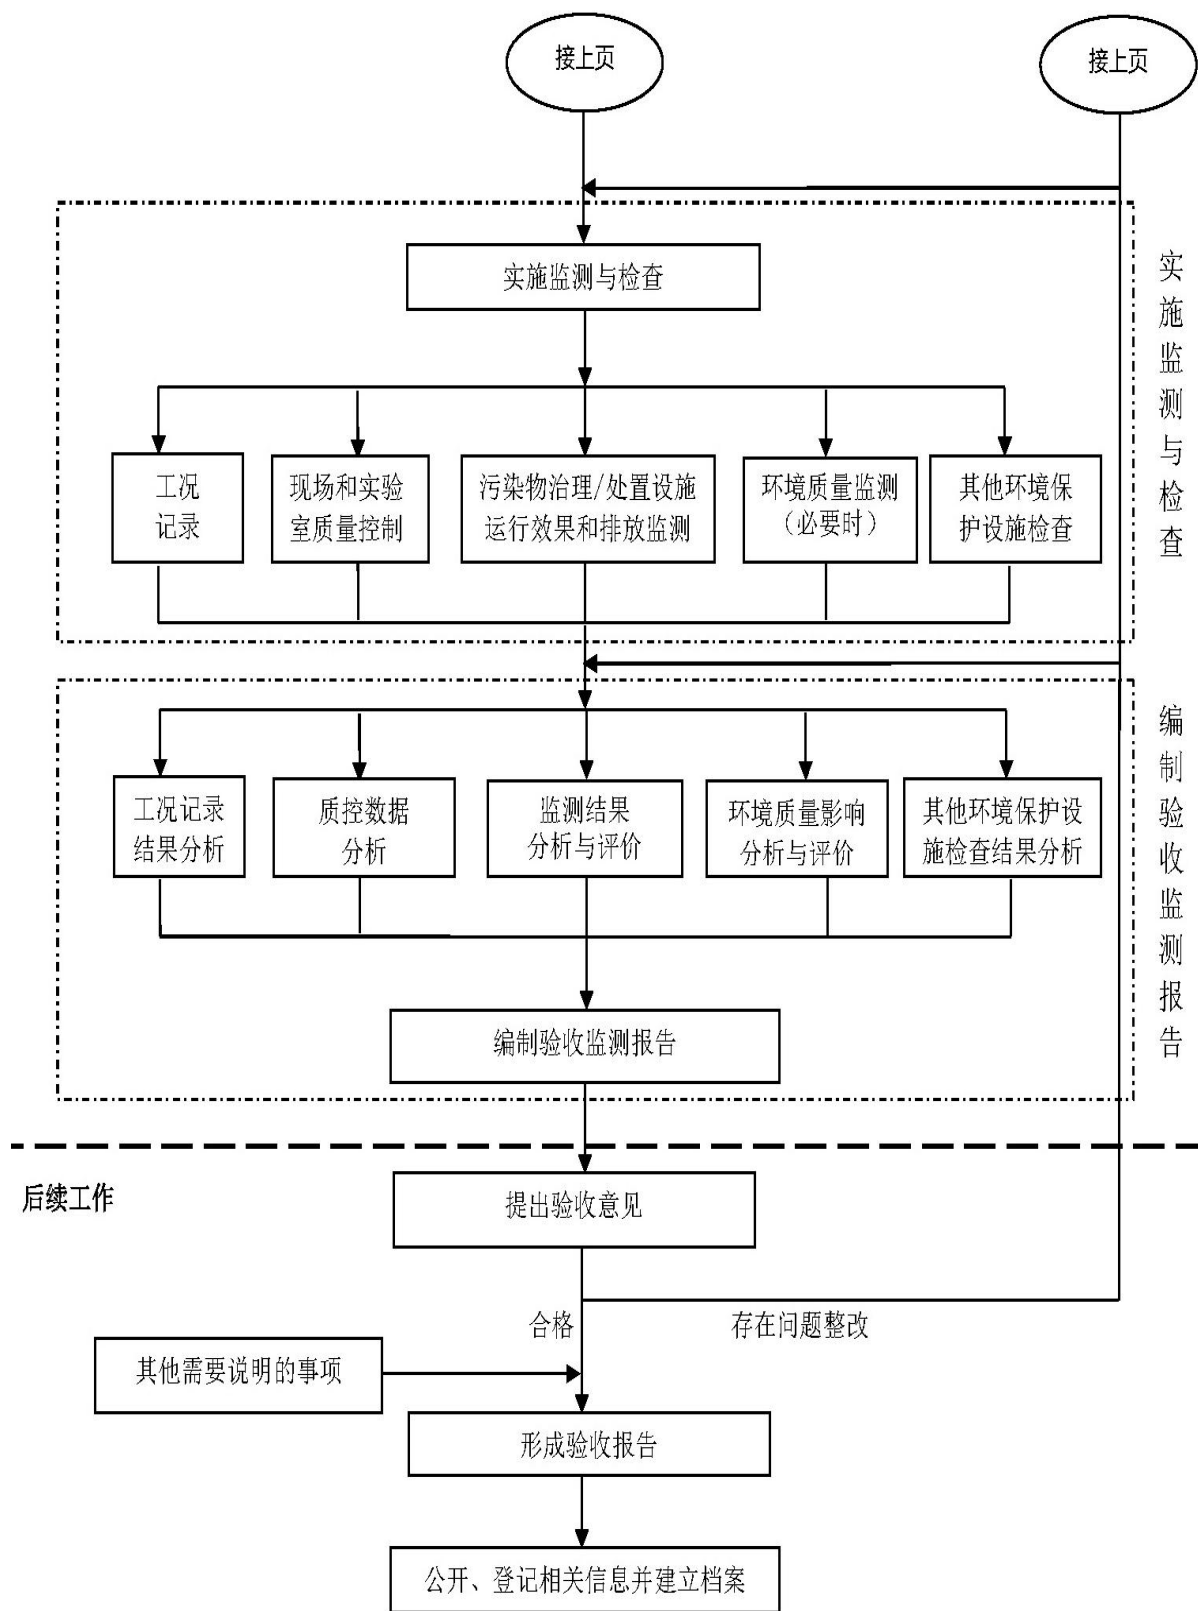 接上页
接上页
实施监测与检查
实施监测与检查
工况
记录
现场和实验
室质量控制
污染物治理/处置设施
运行效果和排放监测
环境质量监测
（必要时）
其他环境保
护设施检查
编制验收监测报告
工况记录
结果分析
质控数据
分析
监测结果
分析与评价
环境质量影响
分析与评价
其他环境保护设
施检查结果分析
编制验收监测报告
后续工作
提出验收意见
合格
存在问题整改
其他需要说明的事项
形成验收报告
公开、登记相关信息并建立档案